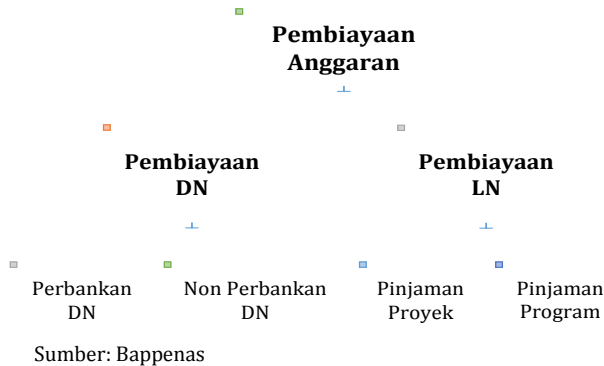 Pembiayaan
Anggaran
Pembiayaan
DN
Pembiayaan
LN
Perbankan
DN
Non Perbankan
DN
Pinjaman
Proyek
Pinjaman
Program
Sumber: Bappenas